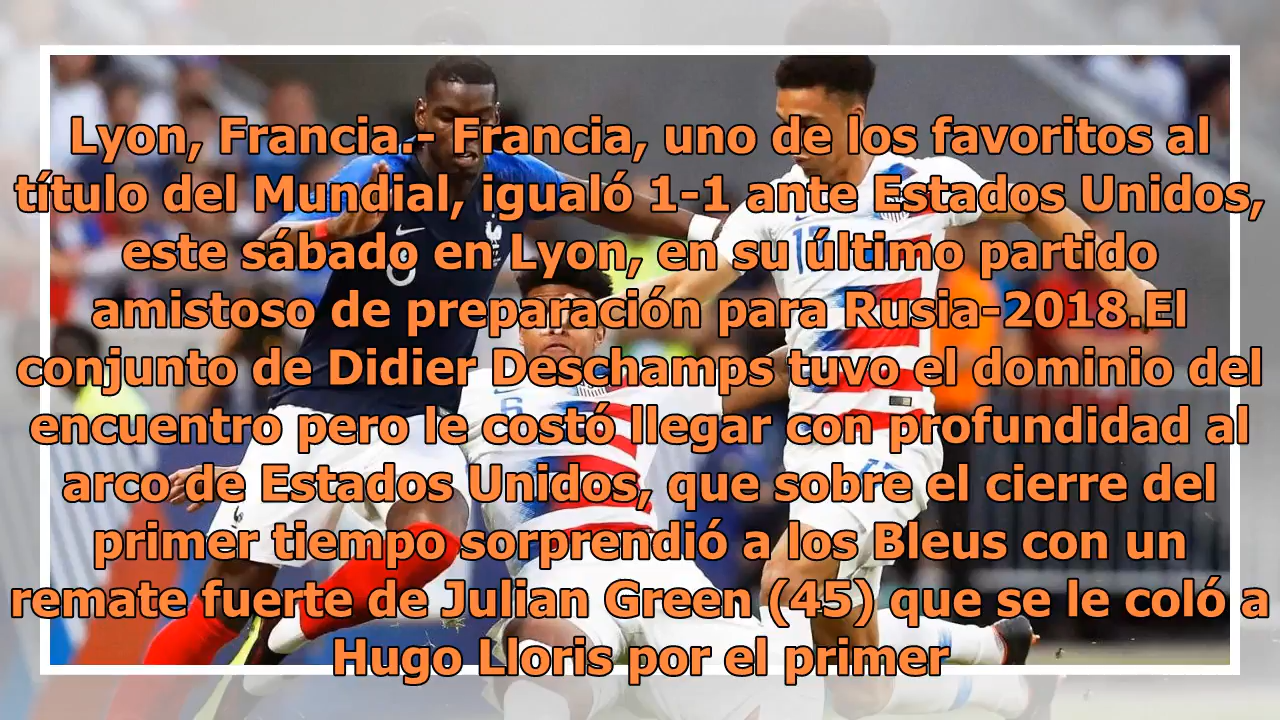 Lyon, Francia.- Francia, uno de los favoritos al
título del Mundial, igualó 1-1 ante Estados Unidos,
este sábado en Lyon, en su último partido
amistoso de preparación para Rusia-2018.El
conjunto de Didier Deschamps tuvo el dominio del
encuentro pero le costó llegar con profundidad al
arco de Estados Unidos, que sobre el cierre del
primer tiempo sorprendió a los Bleus con un
remate fuerte de Julian Green (45) que se le coló a
Hugo Lloris por el primer
6
6